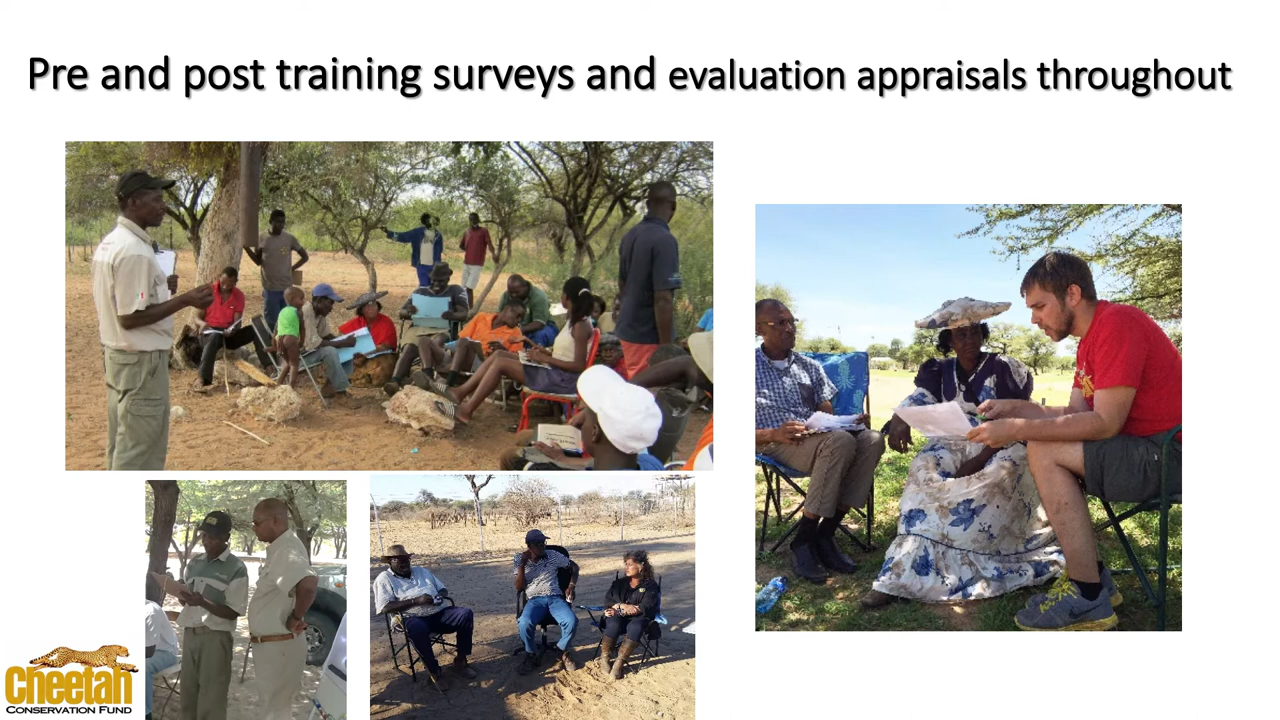 Pre and post training surveys and evaluation appraisals throughout
Cheetah
CONSERVATION FUND